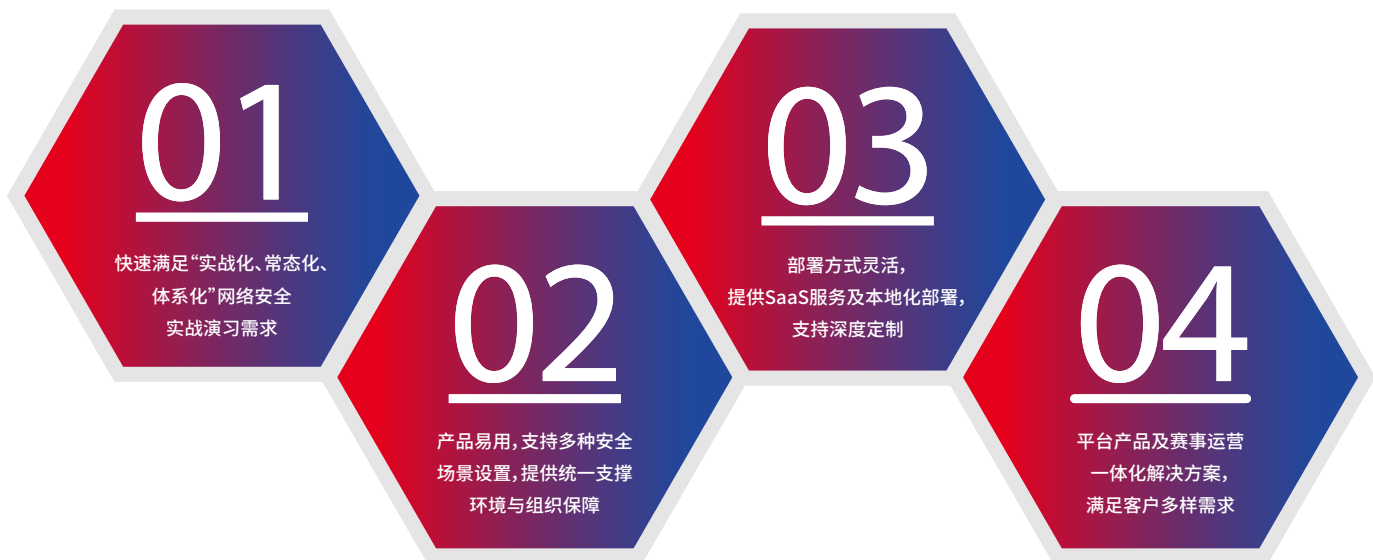 01
快速满足“实战化、常态化、
体系化”网络安全
实战演习需求
02
产品易用,支持多种安全
场景设置,提供统一支撑
环境与组织保障
03
部署方式灵活,
提供SaaS服务及本地化部署,
支持深度定制
04
平台产品及赛事运营
一体化解决方案,
满足客户多样需求